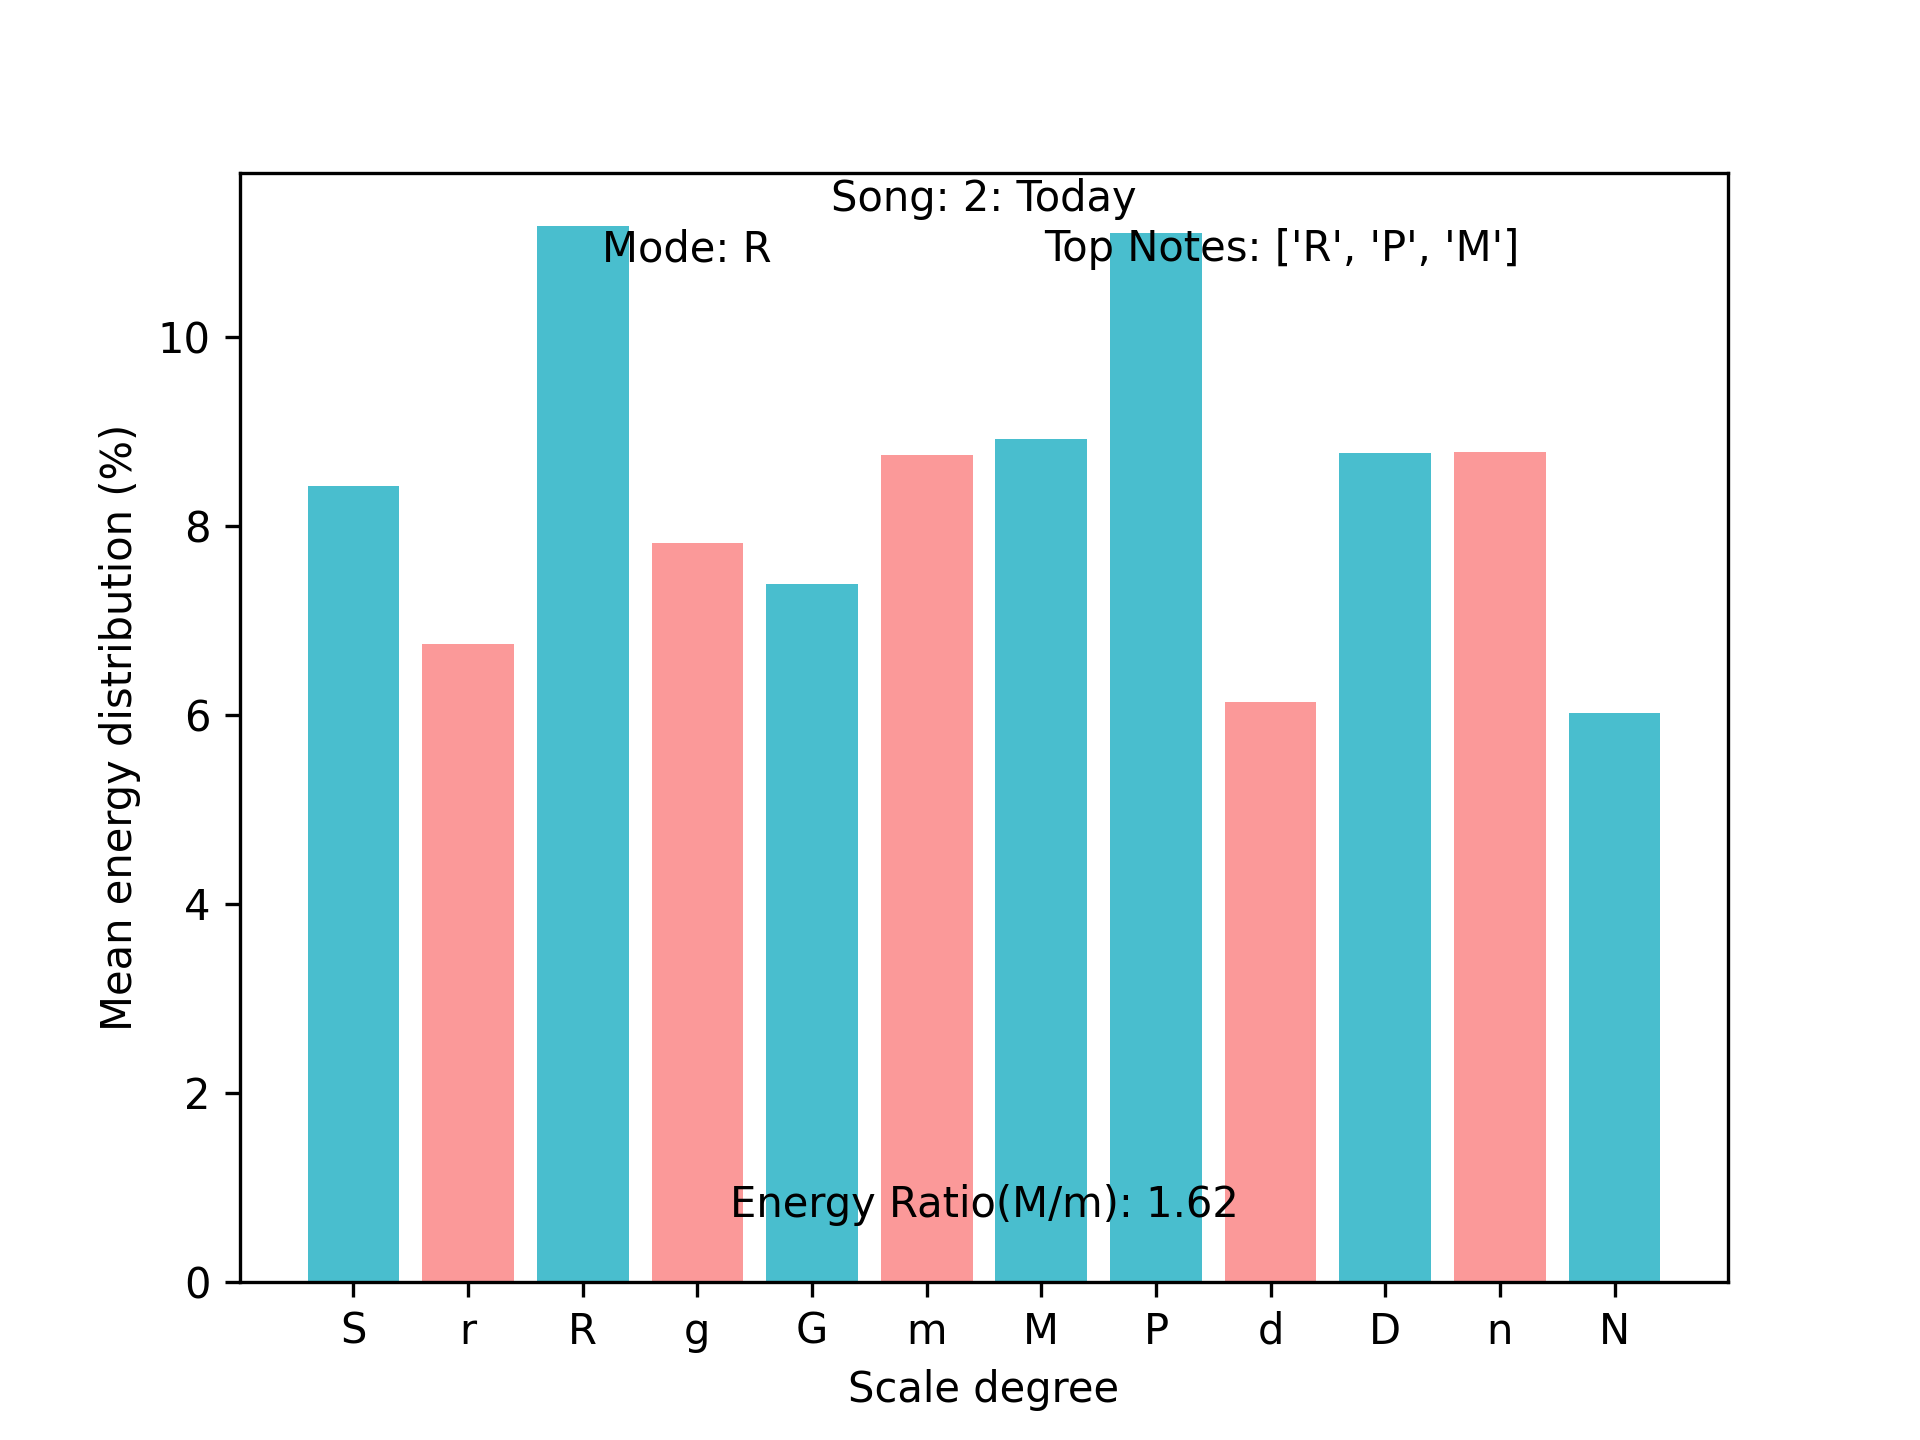 Song: 2: Today
Mode: R
Top Notes: ['R', 'P', 'M']
10
8
6
4
2
0
Mean energy distribution (%)
Energy Ratio(M/m): 1.62
S r R g G m M P d D n N
Scale degree